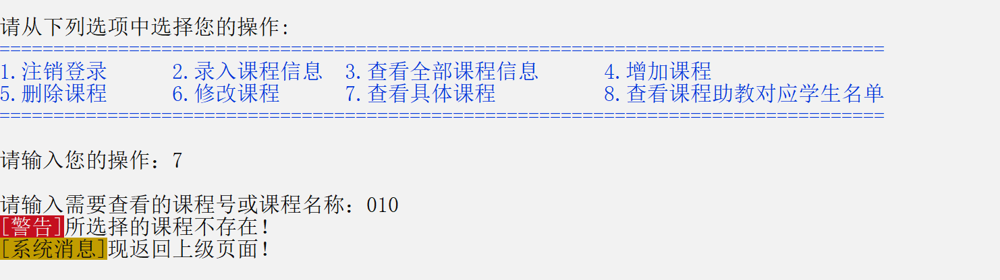 请从下列选项中选择您的操作:
==================================================================================
1.注销登录 2.录入课程信息 3.查看全部课程信息 4.增加课程
5.删除课程 6.修改课程 7.查看具体课程 8.查看课程助教对应学生名单
==================================================================================
请输入您的操作：7
请输入需要查看的课程号或课程名称：010
[警告]所选择的课程不存在！
[系统消息]现返回上级页面！